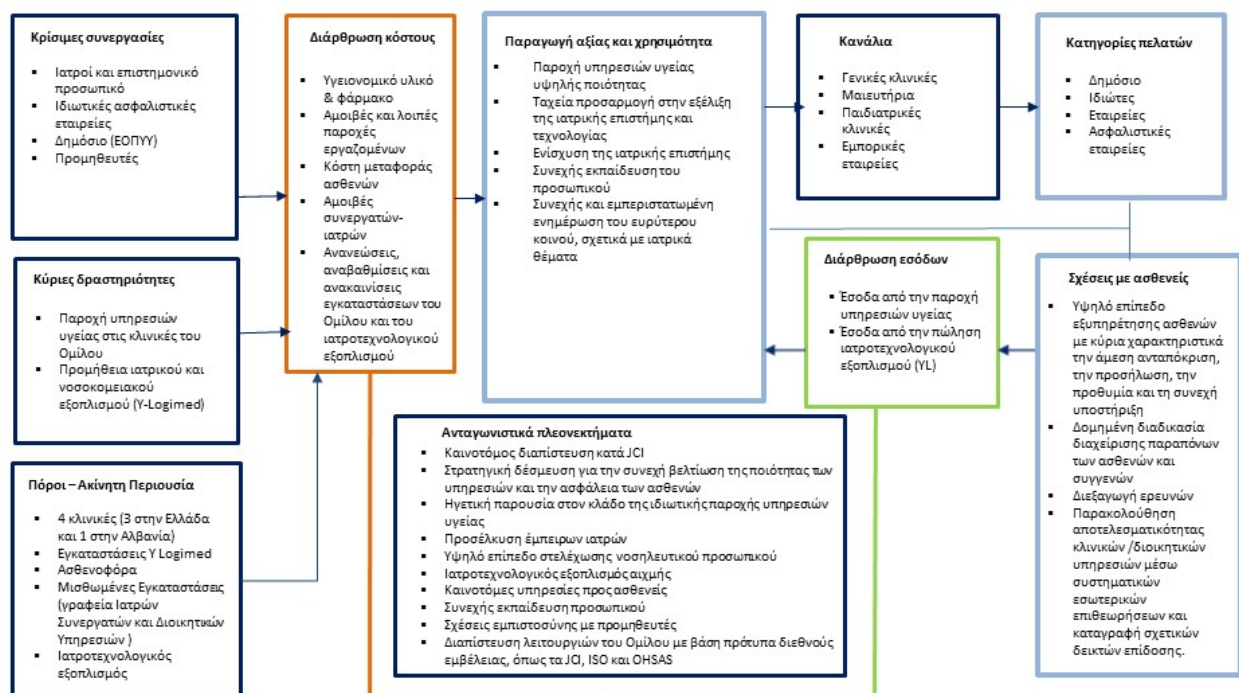 Κρίσιμες συνεργασίες
▪ Ιατροί και επιστημονικό
προσωπικό
▪ Ιδιωτικές ασφαλιστικές
εταιρείες
▪ Δημόσιο (ΕΟΠΥΥ)
▪ Προμηθευτές
Κύριες δραστηριότητες
▪ Παροχή υπηρεσιών
υγείας στις κλινικές του
Ομίλου
▪ Προμήθεια ιατρικού και
νοσοκομειακού
εξοπλισμού (Y-Logimed)
Πόροι – Ακίνητη Περιουσία
▪ 4 κλινικές (3 στην Ελλάδα
και 1 στην Αλβανία)
▪ Εγκαταστάσεις Y Logimed
▪ Ασθενοφόρα
▪ Μισθωμένες Εγκαταστάσεις
(γραφεία Ιατρών
Συνεργατών και Διοικητικών
Υπηρεσιών )
▪ Ιατροτεχνολογικός
εξοπλισμός
Διάρθρωση κόστους
▪ Υγειονομικό υλικό
& φάρμακο
▪ Αμοιβές και λοιπές
παροχές
εργαζομένων
▪ Κόστη μεταφοράς
ασθενών
▪ Αμοιβές
συνεργατών-
ιατρών
▪ Ανανεώσεις,
αναβαθμίσεις και
ανακαινίσεις
εγκαταστάσεων του
Ομίλου και του
ιατροτεχνολογικού
εξοπλισμού
Παραγωγή αξίας και χρησιμότητα
▪ Παροχή υπηρεσιών υγείας
υψηλής ποιότητας
▪ Ταχεία προσαρμογή στην εξέλιξη
της ιατρικής επιστήμης και
τεχνολογίας
▪ Ενίσχυση της ιατρικής επιστήμης
▪ Συνεχής εκπαίδευση του
προσωπικού
▪ Συνεχής και εμπεριστατωμένη
ενημέρωση του ευρύτερου
κοινού, σχετικά με ιατρικά
θέματα
Κανάλια
▪ Γενικές κλινικές
▪ Μαιευτήρια
▪ Παιδιατρικές
κλινικές
▪ Εμπορικές
εταιρείες
Κατηγορίες πελατών
▪ Δημόσιο
▪ Ιδιώτες
▪ Εταιρείες
▪ Ασφαλιστικές
εταιρείες
Διάρθρωση εσόδων
▪ Έσοδα από την παροχή
υπηρεσιών υγείας
▪ Έσοδα από την πώληση
ιατροτεχνολογικού
εξοπλισμού (YL)
Σχέσεις με ασθενείς
▪ Υψηλό επίπεδο
εξυπηρέτησης ασθενών
με κύρια χαρακτηριστικά
την άμεση ανταπόκριση,
την προσήλωση, την
προθυμία και τη συνεχή
υποστήριξη
▪ Δομημένη διαδικασία
διαχείρισης παραπόνων
των ασθενών και
συγγενών
▪ Διεξαγωγή ερευνών
▪ Παρακολούθηση
αποτελεσματικότητας
κλινικών /διοικητικών
υπηρεσιών μέσω
συστηματικών
εσωτερικών
επιθεωρήσεων και
καταγραφή σχετικών
δεικτών επίδοσης.
Ανταγωνιστικά πλεονεκτήματα
▪ Καινοτόμος διαπίστευση κατά JCI
▪ Στρατηγική δέσμευση για την συνεχή βελτίωση της ποιότητας των
υπηρεσιών και την ασφάλεια των ασθενών
▪ Ηγετική παρουσία στον κλάδο της ιδιωτικής παροχής υπηρεσιών
υγείας
▪ Προσέλκυση έμπειρων ιατρών
▪ Υψηλό επίπεδο στελέχωσης νοσηλευτικού προσωπικού
▪ Ιατροτεχνολογικός εξοπλισμός αιχμής
▪ Καινοτόμες υπηρεσίες προς ασθενείς
▪ Συνεχής εκπαίδευση προσωπικού
▪ Σχέσεις εμπιστοσύνης με προμηθευτές
▪ Διαπίστευση λειτουργιών του Ομίλου με βάση πρότυπα διεθνούς
εμβέλειας, όπως τα JCI, ISO και OHSAS